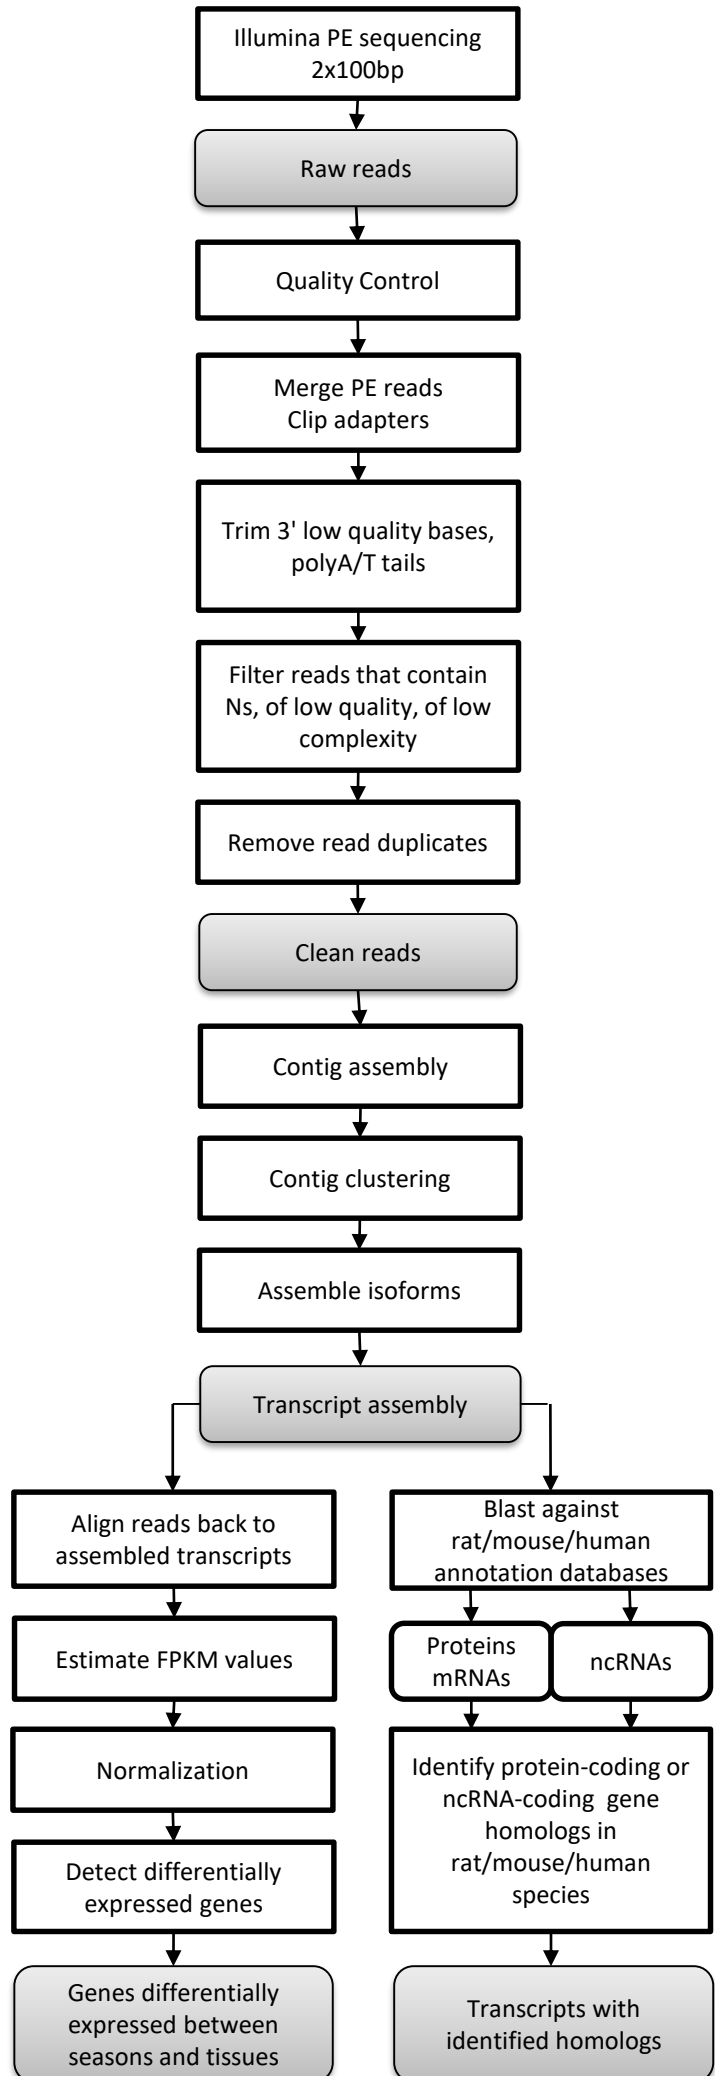 Illumina PE sequencing
2x100bp
Raw reads
Quality Control
Merge PE reads
Clip adapters
Trim 3' low quality bases,
polyA/T tails
Filter reads that contain
Ns, of low quality, of low
complexity
Remove read duplicates
Clean reads
Contig assembly
Contig clustering
Assemble isoforms
Transcript assembly
Align reads back to
assembled transcripts
Estimate FPKM values
Normalization
Detect differentially
expressed genes
Genes differentially
expressed between
seasons and tissues
Blast against
rat/mouse/human
annotation databases
Proteins
mRNAs
ncRNAs
Identify protein-coding or
ncRNA-coding gene
homologs in
rat/mouse/human
species
Transcripts with
identified homologs